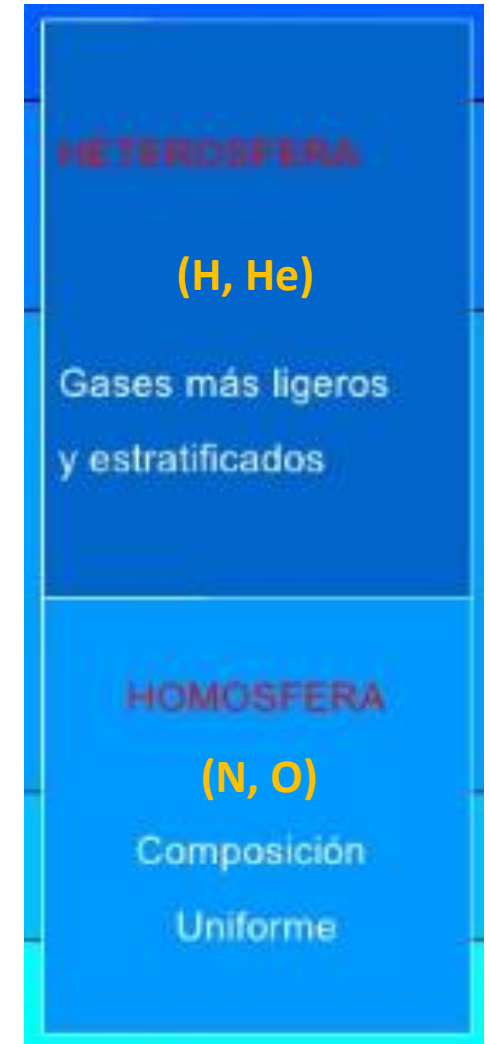 HETEROSFERA
(H, He)
Gases más ligeros
y estratificados
HOMOSFERA
(N, O)
Composición
Uniforme